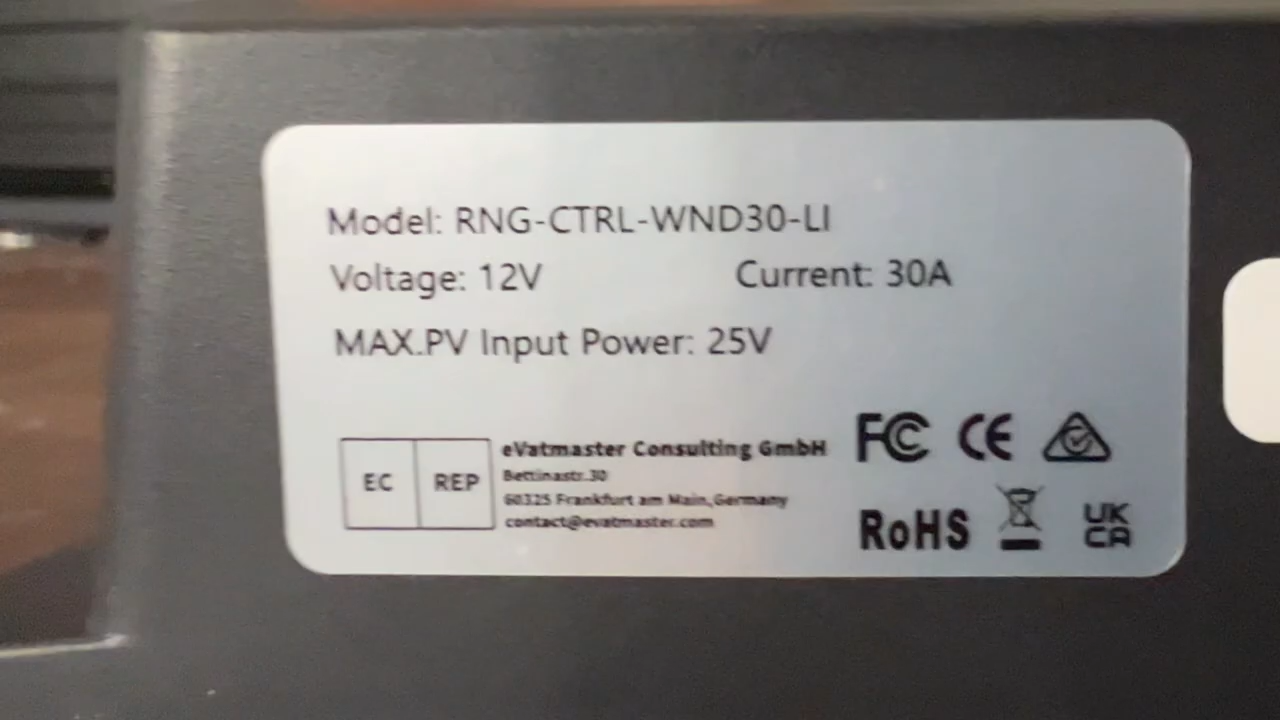 Model: RNG-CTRL-WND30-LI
Voltage: 12V Current: 30A
MAX.PV Input Power: 25V
EC REP
eVatmaster Consulting GmbH
Bettinastr.30
60325 Frankfurt am Main,Germany
contact@evatmaster.com
FC CE
RoHS UK CA